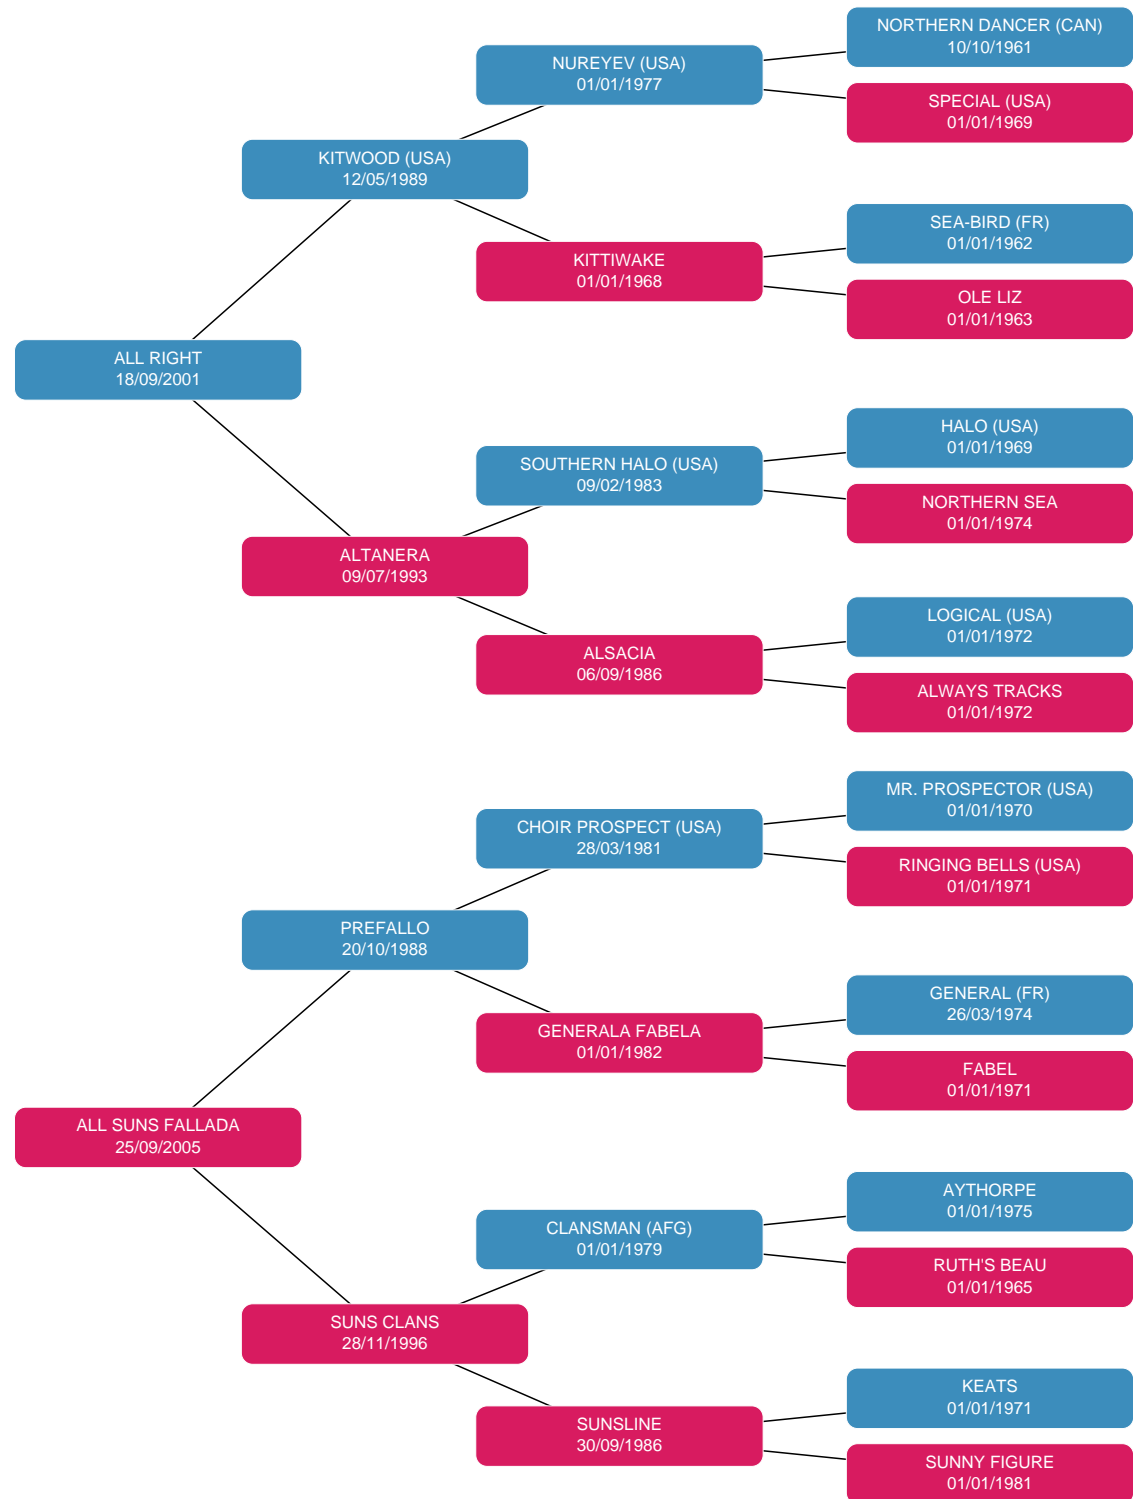 NORTHERN DANCER (CAN)
10/10/1961
NUREYEV (USA)
01/01/1977
SPECIAL (USA)
01/01/1969
KITWOOD (USA)
12/05/1989
SEA-BIRD (FR)
01/01/1962
KITTIWAKE
01/01/1968
OLE LIZ
01/01/1963
ALL RIGHT
18/09/2001
HALO (USA)
01/01/1969
SOUTHERN HALO (USA)
09/02/1983
NORTHERN SEA
01/01/1974
ALTANERA
09/07/1993
LOGICAL (USA)
01/01/1972
ALSACIA
06/09/1986
ALWAYS TRACKS
01/01/1972
MR. PROSPECTOR (USA)
01/01/1970
CHOIR PROSPECT (USA)
28/03/1981
RINGING BELLS (USA)
01/01/1971
PREFALLO
20/10/1988
GENERAL (FR)
26/03/1974
GENERALA FABELA
01/01/1982
FABEL
01/01/1971
ALL SUNS FALLADA
25/09/2005
AYTHORPE
01/01/1975
CLANSMAN (AFG)
01/01/1979
RUTH'S BEAU
01/01/1965
SUNS CLANS
28/11/1996
KEATS
01/01/1971
SUNSLINE
30/09/1986
SUNNY FIGURE
01/01/1981